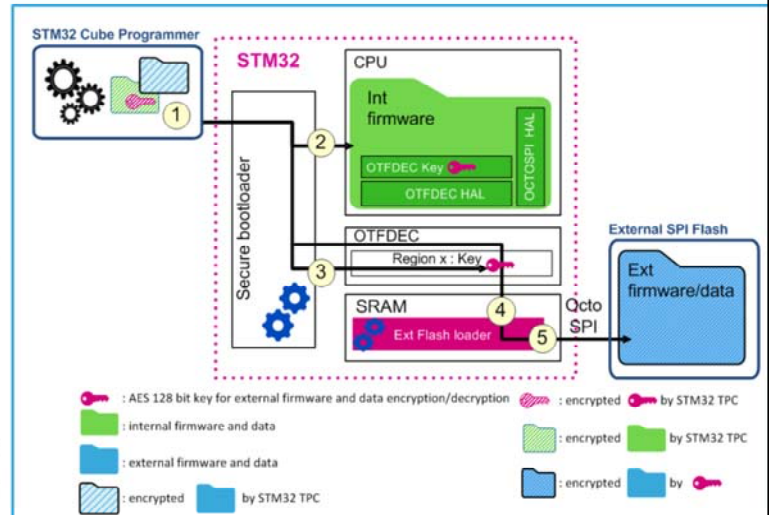 STM32 Cube Programmer
STM32
CPU
Int
firmware
OTFDEC Key
OTFDEC HAL
OCTCSPI HAL
Secure bootloader
1
2
OTFDEC
Region x : Key
3
4
SRAM
Ext Flash loader
5
Octo
SPI
External SPI Flash
Ext
firmware/data
: AES 128 bit key for external firmware and data encryption/decryption
: internal firmware and data
: external firmware and data
: encrypted by STM32 TPC
: encrypted by STM32 TPC
: encrypted by STM32 TPC
: encrypted by